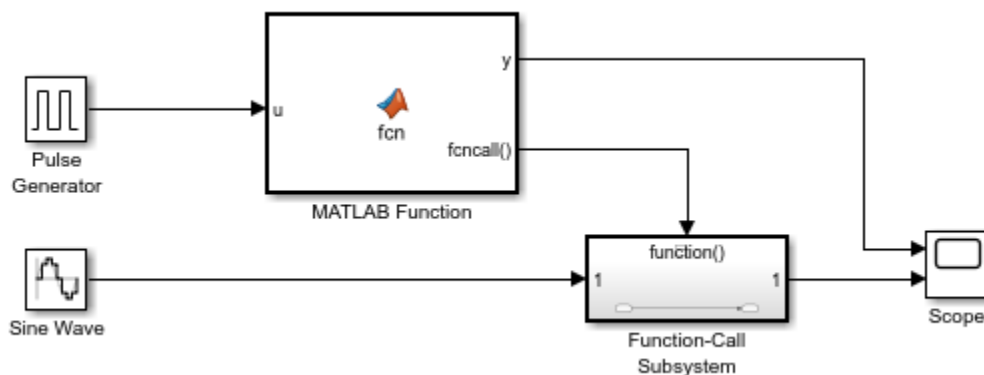 y
u
fcn
fcncall()
Pulse
Generator
MATLAB Function
function()
1
1
Sine Wave
Scope
Function-Call
Subsystem